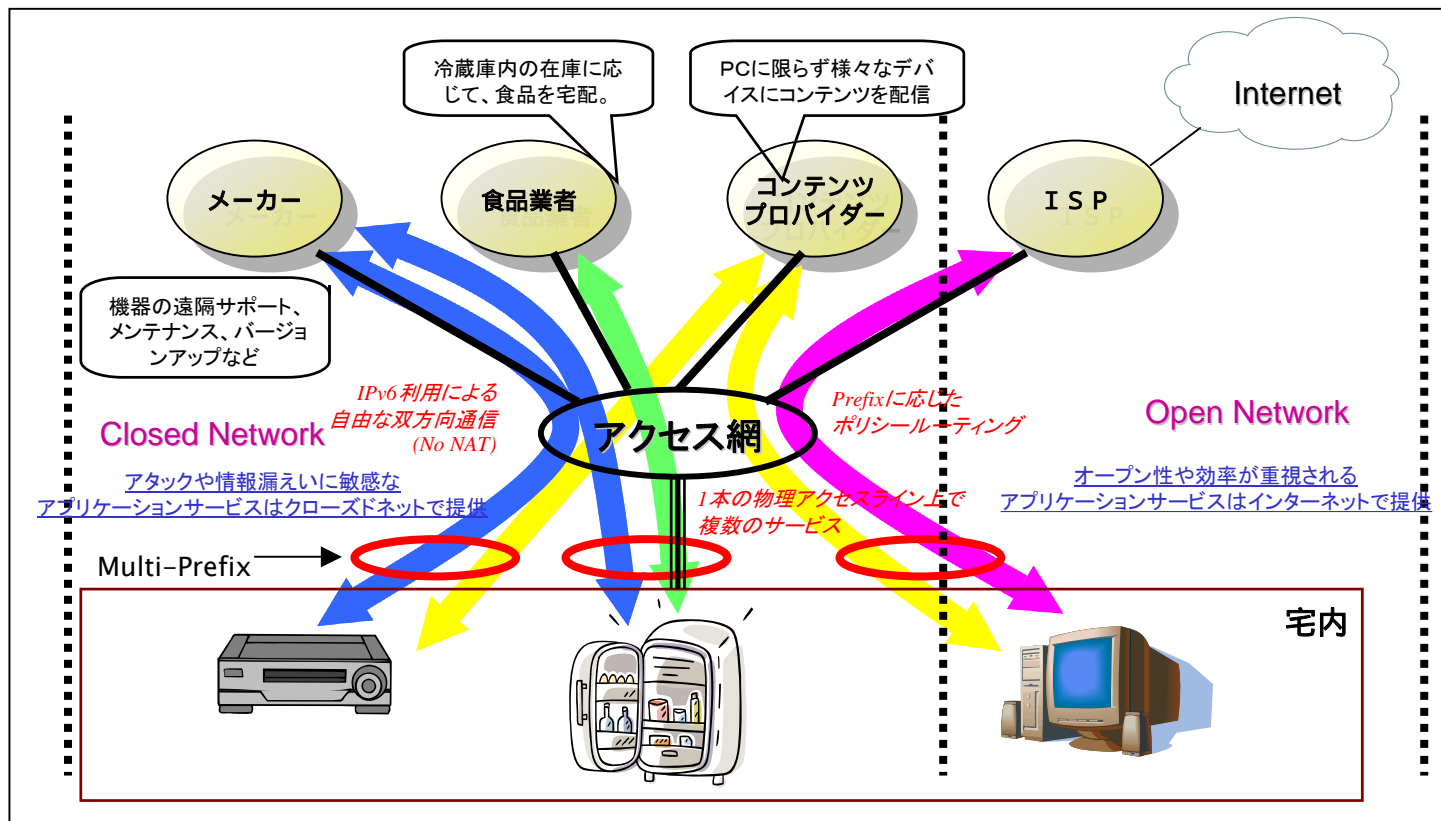 冷蔵庫内の在庫に応
じて、食品を宅配。
PCに限らず様々なデバ
イスにコンテンツを配信
Internet
メーカー
食品業者
コンテンツ
プロバイダー
ISP
機器の遠隔サポート、
メンテナンス、バージョ
ンアップなど
IPv6利用による
自由な双方向通信
(No NAT)
アクセス網
Prefixに応じた
ポリシールーティング
Closed Network
Open Network
アタックや情報漏えいに敏感な
アプリケーションサービスはクローズドネットで提供
オープン性や効率が重視される
アプリケーションサービスはインターネットで提供
1本の物理アクセスライン上で
複数のサービス
Multi-Prefix
宅内